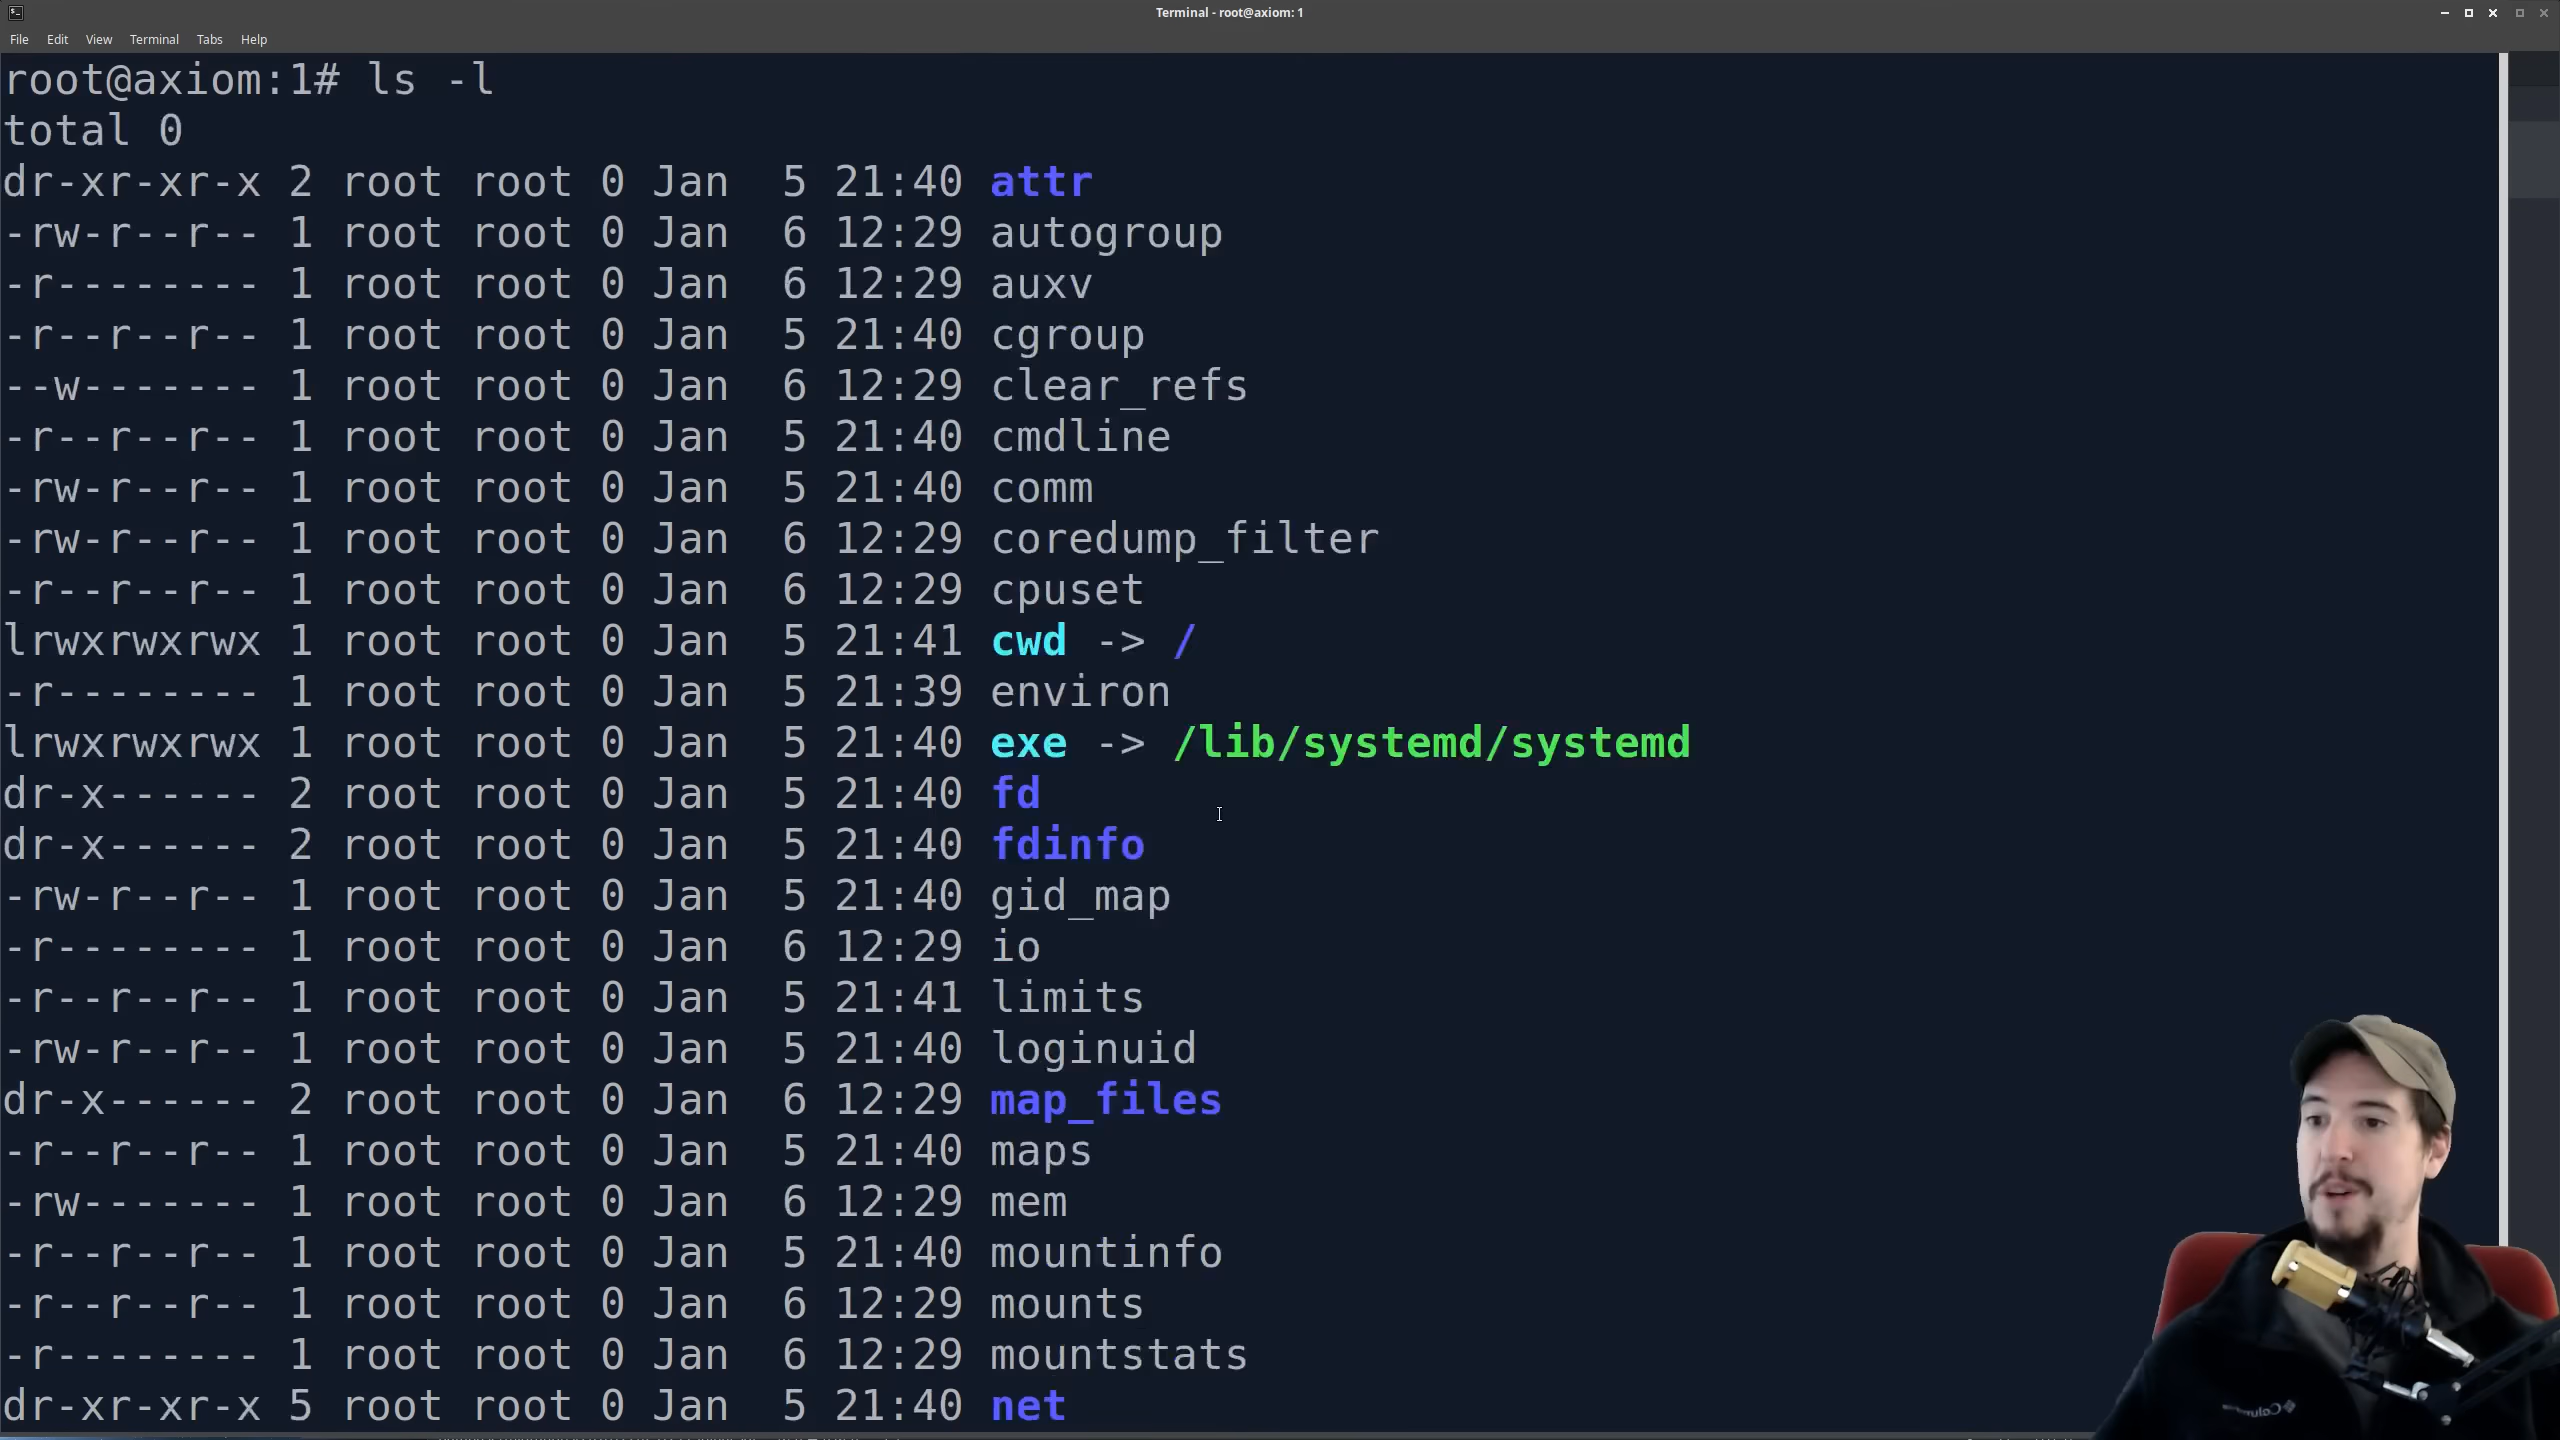 Terminal - root@axiom: 1
File Edit View Terminal Tabs Help
root@axiom:1# ls -l
total 0
dr-xr-xr-x 2 root root 0 Jan  5 21:40 attr
-rw-r--r-- 1 root root 0 Jan  6 12:29 autogroup
-r-------- 1 root root 0 Jan  6 12:29 auxv
-r--r--r-- 1 root root 0 Jan  5 21:40 cgroup
--w------- 1 root root 0 Jan  6 12:29 clear_refs
-r--r--r-- 1 root root 0 Jan  5 21:40 cmdline
-rw-r--r-- 1 root root 0 Jan  5 21:40 comm
-rw-r--r-- 1 root root 0 Jan  6 12:29 coredump_filter
-r--r--r-- 1 root root 0 Jan  6 12:29 cpuset
lrwxrwxrwx 1 root root 0 Jan  5 21:41 cwd -> /
-r-------- 1 root root 0 Jan  5 21:39 environ
lrwxrwxrwx 1 root root 0 Jan  5 21:40 exe -> /lib/systemd/systemd
dr-x------ 2 root root 0 Jan  5 21:40 fd
dr-x------ 2 root root 0 Jan  5 21:40 fdinfo
-rw-r--r-- 1 root root 0 Jan  5 21:40 gid_map
-r-------- 1 root root 0 Jan  6 12:29 io
-r--r--r-- 1 root root 0 Jan  5 21:41 limits
-rw-r--r-- 1 root root 0 Jan  5 21:40 loginuid
dr-x------ 2 root root 0 Jan  6 12:29 map_files
-r--r--r-- 1 root root 0 Jan  5 21:40 maps
-rw------- 1 root root 0 Jan  6 12:29 mem
-r--r--r-- 1 root root 0 Jan  5 21:40 mountinfo
-r--r--r-- 1 root root 0 Jan  6 12:29 mounts
-r-------- 1 root root 0 Jan  6 12:29 mountstats
dr-xr-xr-x 5 root root 0 Jan  5 21:40 net
Columbia